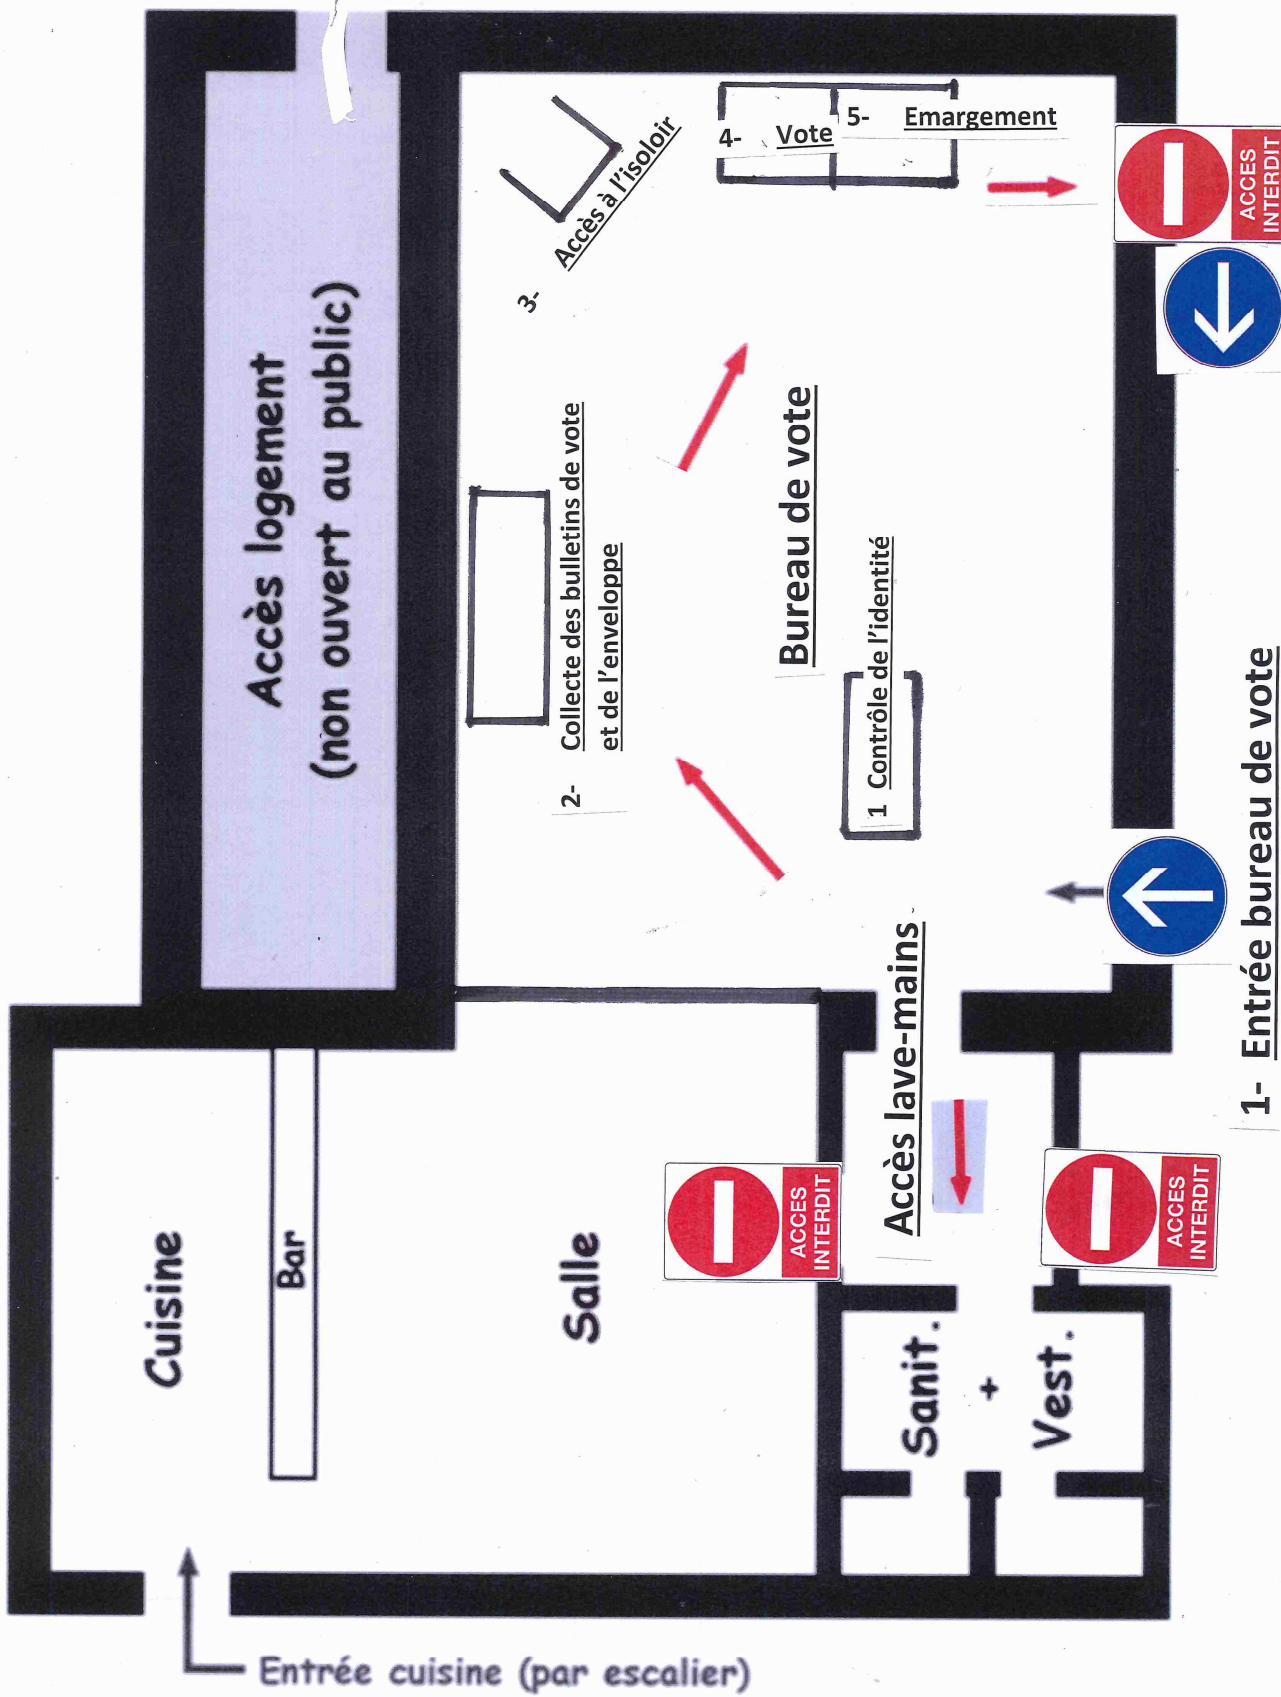 Accès logement
(non ouvert au public)
Cuisine
Bar
Salle
Entrée cuisine (par escalier)
Sanit.
+
Vest.
ACCES
INTERDIT
ACCES
INTERDIT
Accès lave-mains
1- Entrée bureau de vote
1 Contrôle de l'identité
Bureau de vote
2- Collecte des bulletins de vote
et de l'enveloppe
3- Accès à l'isoloir
4- Vote
5- Emargement
ACCES
INTERDIT